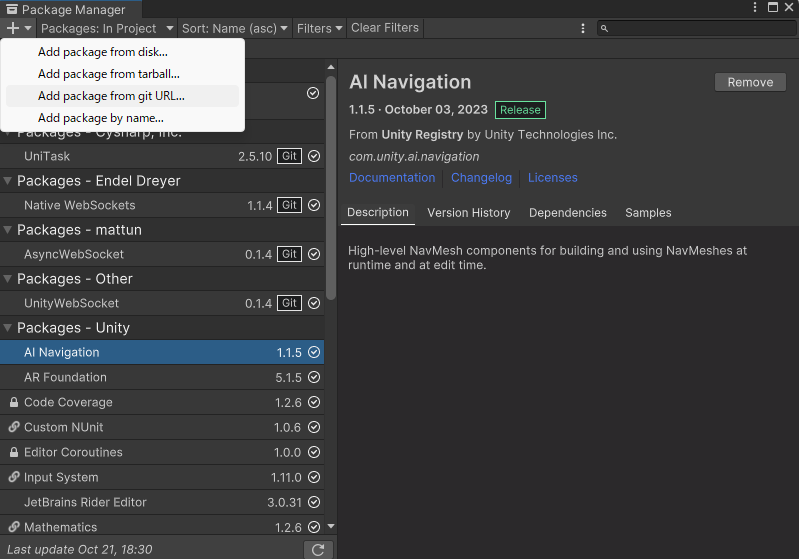 Package Manager
Packages: In Project
Sort: Name (asc)
Filters
Clear Filters
Add package from disk...
Add package from tarball...
Add package from git URL...
Add package by name...
Packages - Cysharp, Inc.
UniTask 2.5.10 Git
Packages - Endel Dreyer
Native WebSockets 1.1.4 Git
Packages - mattun
AsyncWebSocket 0.1.4 Git
Packages - Other
UnityWebSocket 0.1.4 Git
Packages - Unity
AI Navigation 1.1.5
AR Foundation 5.1.5
Code Coverage 1.2.6
Custom NUnit 1.0.6
Editor Coroutines 1.0.0
Input System 1.11.0
JetBrains Rider Editor 3.0.31
Mathematics 1.2.6
Last update Oct 21, 18:30
AI Navigation
Remove
1.1.5 · October 03, 2023 Release
From Unity Registry by Unity Technologies Inc.
com.unity.ai.navigation
Documentation Changelog Licenses
Description Version History Dependencies Samples
High-level NavMesh components for building and using NavMeshes at
runtime and at edit time.